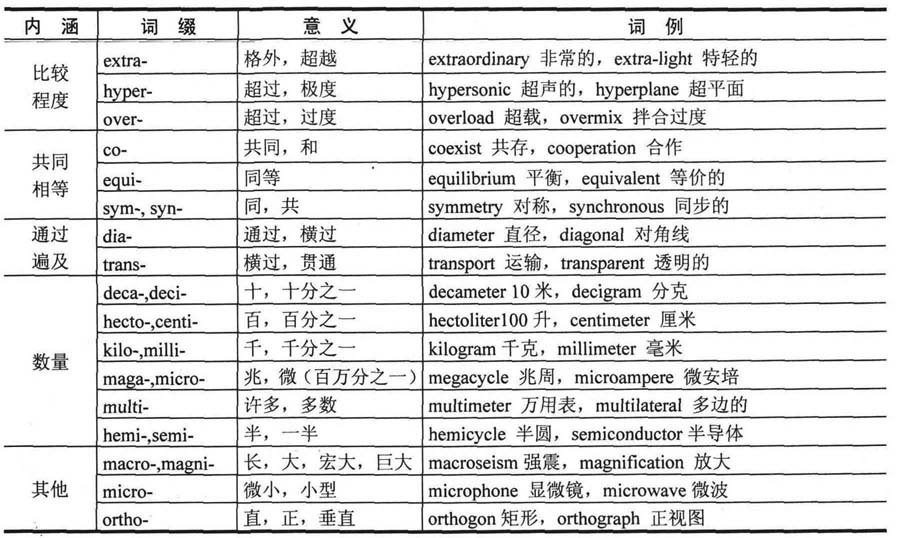 内 涵 词 缀 意 义 词 例
比较程度 extra- 格外，超越 extraordinary 非常的，extra-light 特轻的
hyper- 超过，极度 hypersonic 超声的，hyperplane 超平面
over- 超过，过度 overload 超载，overmix 拌合过度
共同相等 co- 共同，和 coexist 共存，cooperation 合作
equi- 同等 equilibrium 平衡，equivalent 等价的
sym-, syn- 同，共 symmetry 对称，synchronous 同步的
通过遍及 dia- 通过，横过 diameter 直径，diagonal 对角线
trans- 横过，贯通 transport 运输，transparent 透明的
数量 deca-,deci- 十，十分之一 decameter 10 米，decigram 分克
hecto-,centi- 百，百分之一 hectoliter100 升，centimeter 厘米
kilo-,milli- 千，千分之一 kilogram 千克，millimeter 毫米
maga-,micro- 兆，微（百万分之一） megacycle 兆周，microampere 微安培
multi- 许多，多数 multimeter 万用表，multilateral 多边的
hemi-,semi- 半，一半 hemicycle 半圆，semiconductor 半导体
其他 macro-,magni- 长，大，宏大，巨大 macroseism 强震，magnification 放大
micro- 微小，小型 microphone 显微镜，microwave 微波
ortho- 直，正，垂直 orthogon 矩形，orthograph 正视图